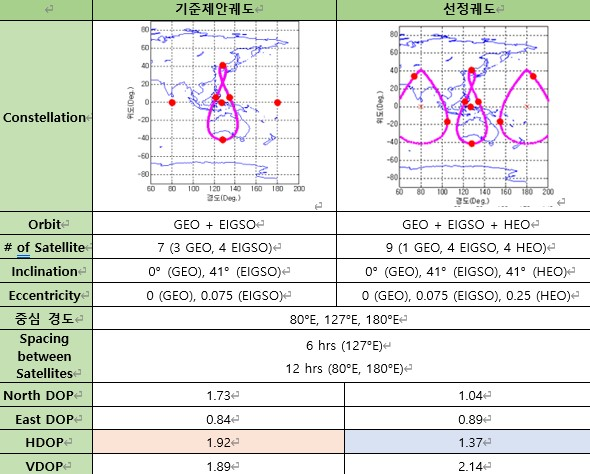 기준제안궤도 선정궤도
Constellation
80
60
40
20
0
-20
-40
-60
-80
위도(Deg.)
60 80 100 120 140 160 180 200
경도(Deg.)
80
60
40
20
0
-20
-40
-60
-80
위도(Deg.)
60 80 100 120 140 160 180 200
경도(Deg.)
Orbit GEO + EIGSO GEO + EIGSO + HEO
# of Satellite 7 (3 GEO, 4 EIGSO) 9 (1 GEO, 4 EIGSO, 4 HEO)
Inclination 0° (GEO), 41° (EIGSO) 0° (GEO), 41° (EIGSO), 41° (HEO)
Eccentricity 0 (GEO), 0.075 (EIGSO) 0 (GEO), 0.075 (EIGSO), 0.25 (HEO)
중심 경도 80°E, 127°E, 180°E
Spacing
between
Satellites
6 hrs (127°E)
12 hrs (80°E, 180°E)
North DOP 1.73 1.04
East DOP 0.84 0.89
HDOP 1.92 1.37
VDOP 1.89 2.14